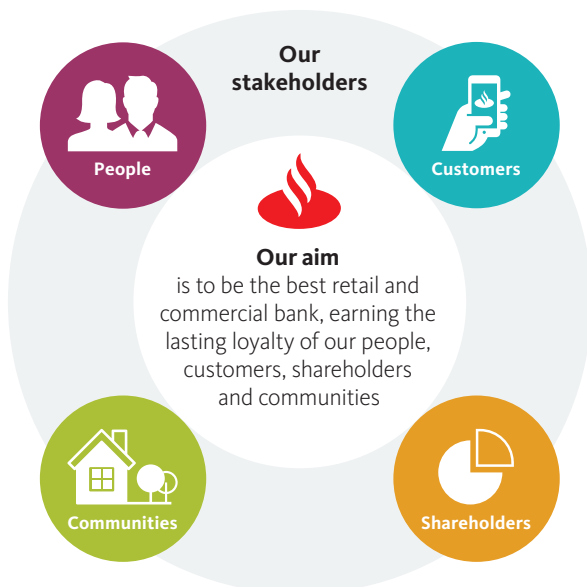 Our
stakeholders
People
Customers
Our aim
is to be the best retail and
commercial bank, earning the
lasting loyalty of our people,
customers, shareholders
and communities
Communities
Shareholders